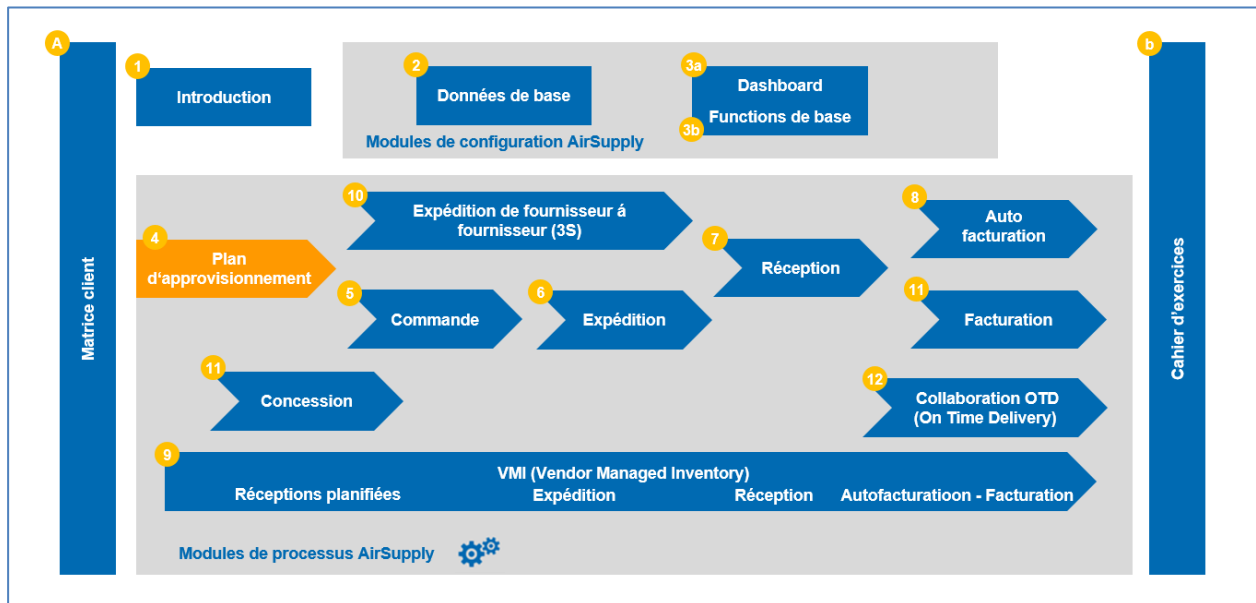 A
Matrice client
1
Introduction
2
Données de base
3a
Dashboard
3b
Functions de base
Modules de configuration AirSupply
b
Cahier d'exercices
4
Plan
d‘approvisionnement
10
Expédition de fournisseur á
fournisseur (3S)
5
Commande
6
Expédition
7
Réception
8
Auto
facturation
11
Facturation
11
Concession
12
Collaboration OTD
(On Time Delivery)
9
VMI (Vendor Managed Inventory)
Réceptions planifiées Expédition Réception Autofacturatioon - Facturation
Modules de processus AirSupply